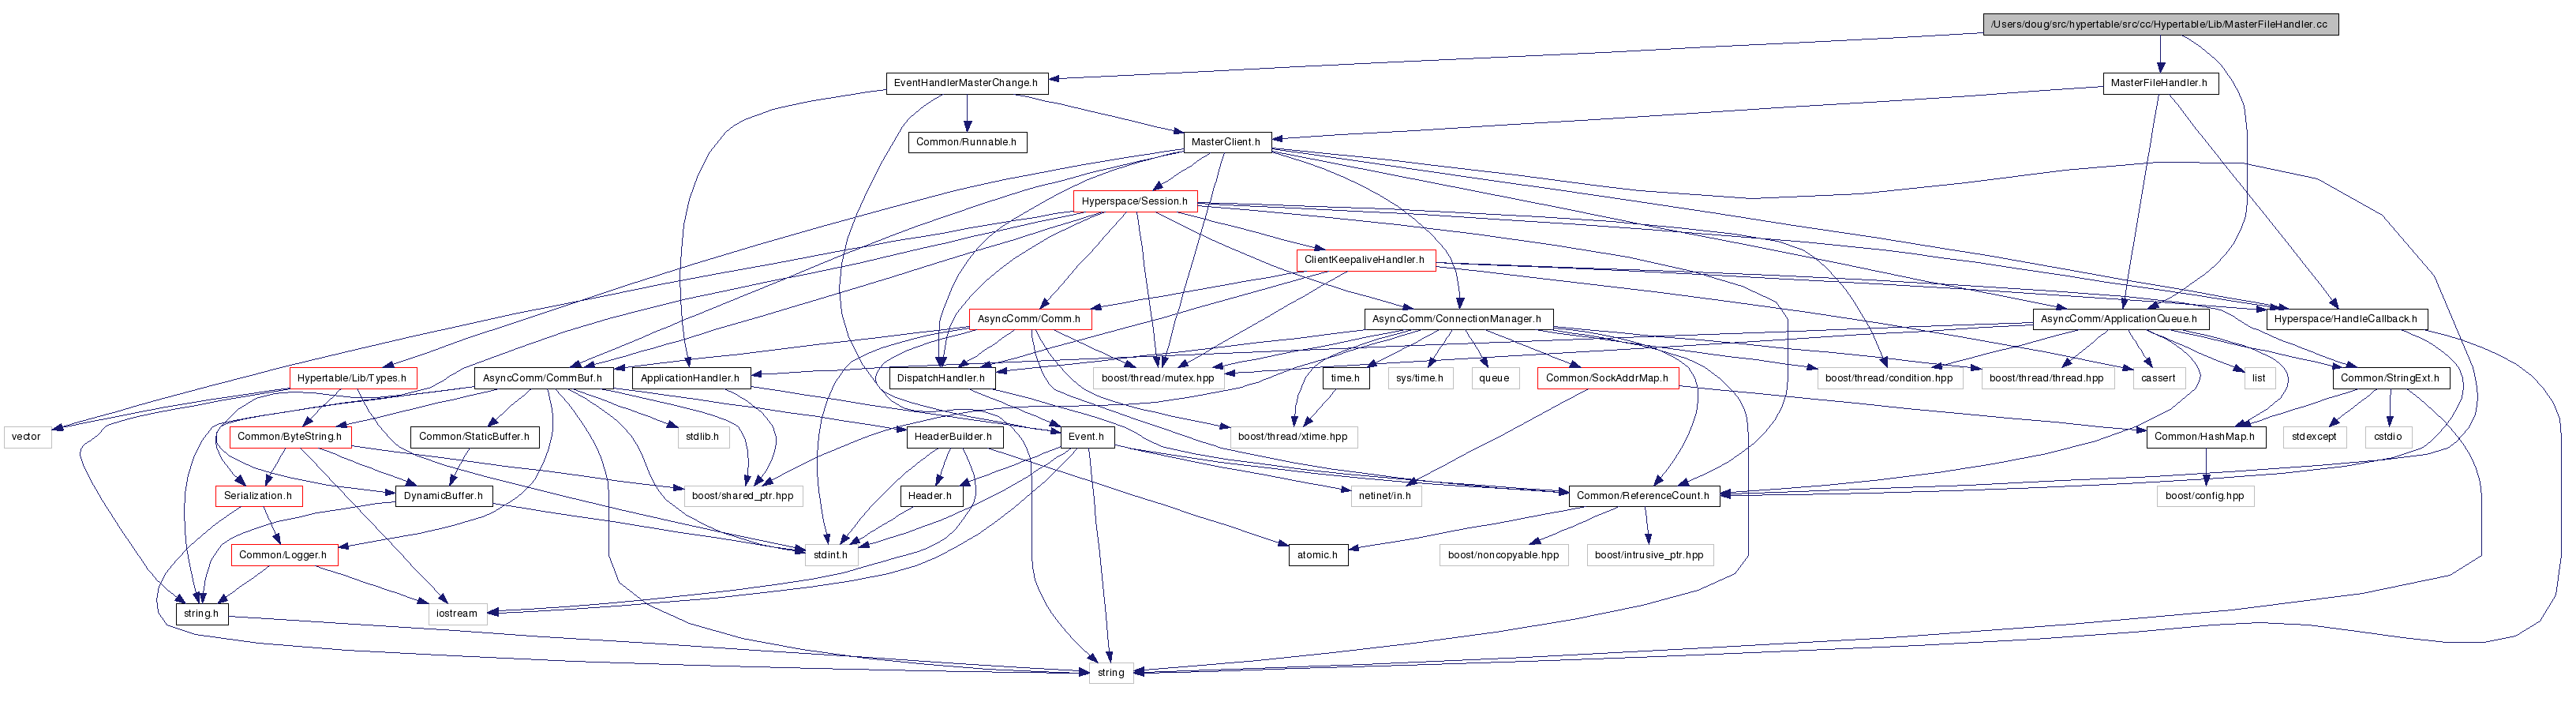 /Users/doug/src/hypertable/src/cc/Hypertable/Lib/MasterFileHandler.cc
EventHandlerMasterChange.h
MasterFileHandler.h
Common/Runnable.h
MasterClient.h
Hyperspace/Session.h
ClientKeepaliveHandler.h
AsyncComm/Comm.h
AsyncComm/ConnectionManager.h
AsyncComm/ApplicationQueue.h
Hyperspace/HandleCallback.h
Hypertable/Lib/Types.h
AsyncComm/CommBuf.h
ApplicationHandler.h
DispatchHandler.h
boost/thread/mutex.hpp
time.h
sys/time.h
queue
Common/SockAddrMap.h
boost/thread/condition.hpp
boost/thread/thread.hpp
cassert
list
Common/StringExt.h
vector
Common/ByteString.h
Common/StaticBuffer.h
stdlib.h
HeaderBuilder.h
Event.h
boost/thread/xtime.hpp
Common/HashMap.h
stdexcept
cstdio
Serialization.h
DynamicBuffer.h
boost/shared_ptr.hpp
Header.h
netinet/in.h
Common/ReferenceCount.h
boost/config.hpp
Common/Logger.h
stdint.h
atomic.h
boost/noncopyable.hpp
boost/intrusive_ptr.hpp
string.h
iostream
string